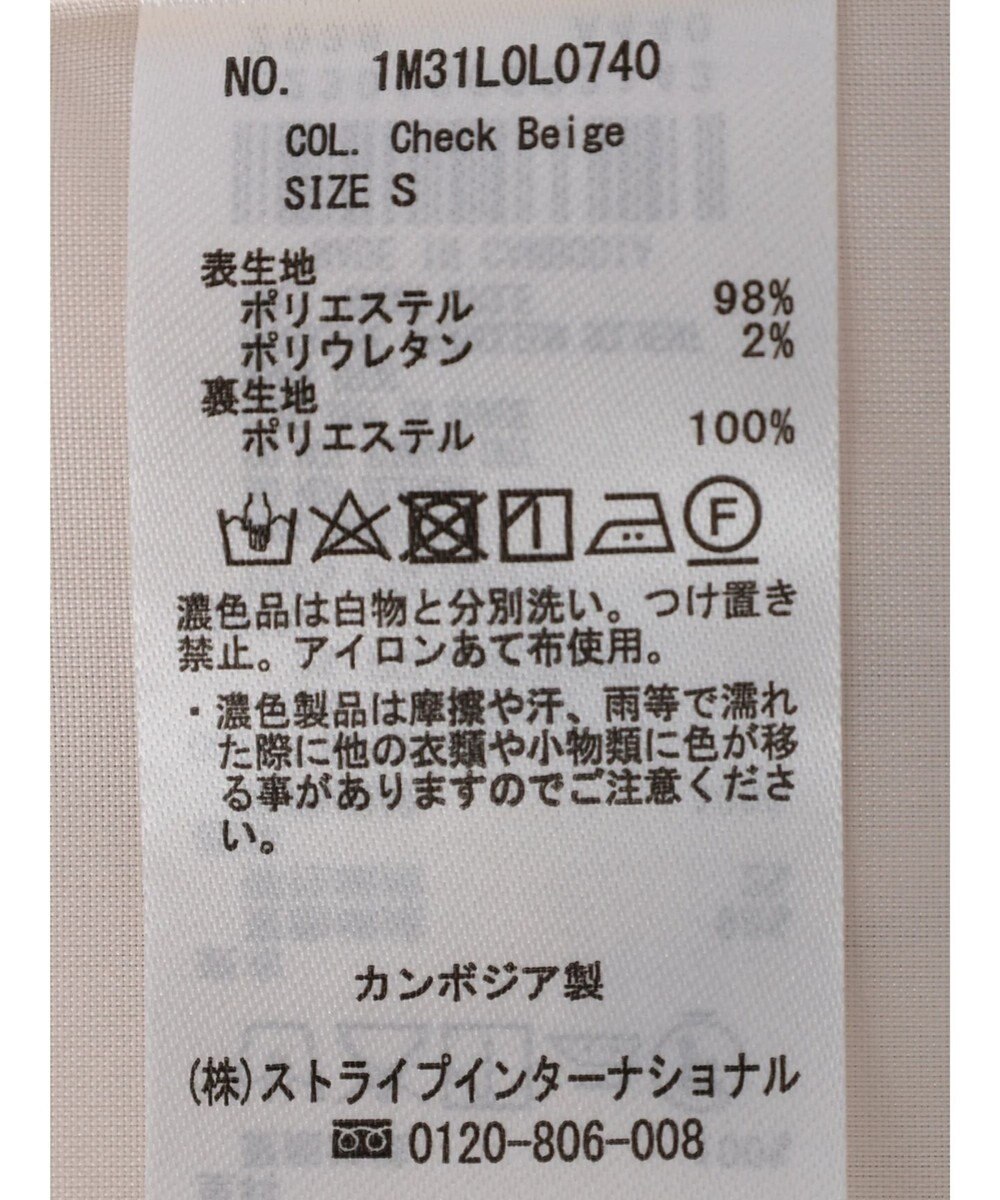 NO. 1M31L0L0740
COL. Check Beige
SIZE S
表生地
ポリエステル 98%
ポリウレタン 2%
裏生地
ポリエステル 100%
F
濃色品は白物と分別洗い。つけ置き
禁止。アイロンあて布使用。
・濃色製品は摩擦や汗、雨等で濡れ
た際に他の衣類や小物類に色が移
る事がありますのでご注意くださ
い。
カンボジア製
(株)ストライプインターナショナル
0120-806-008